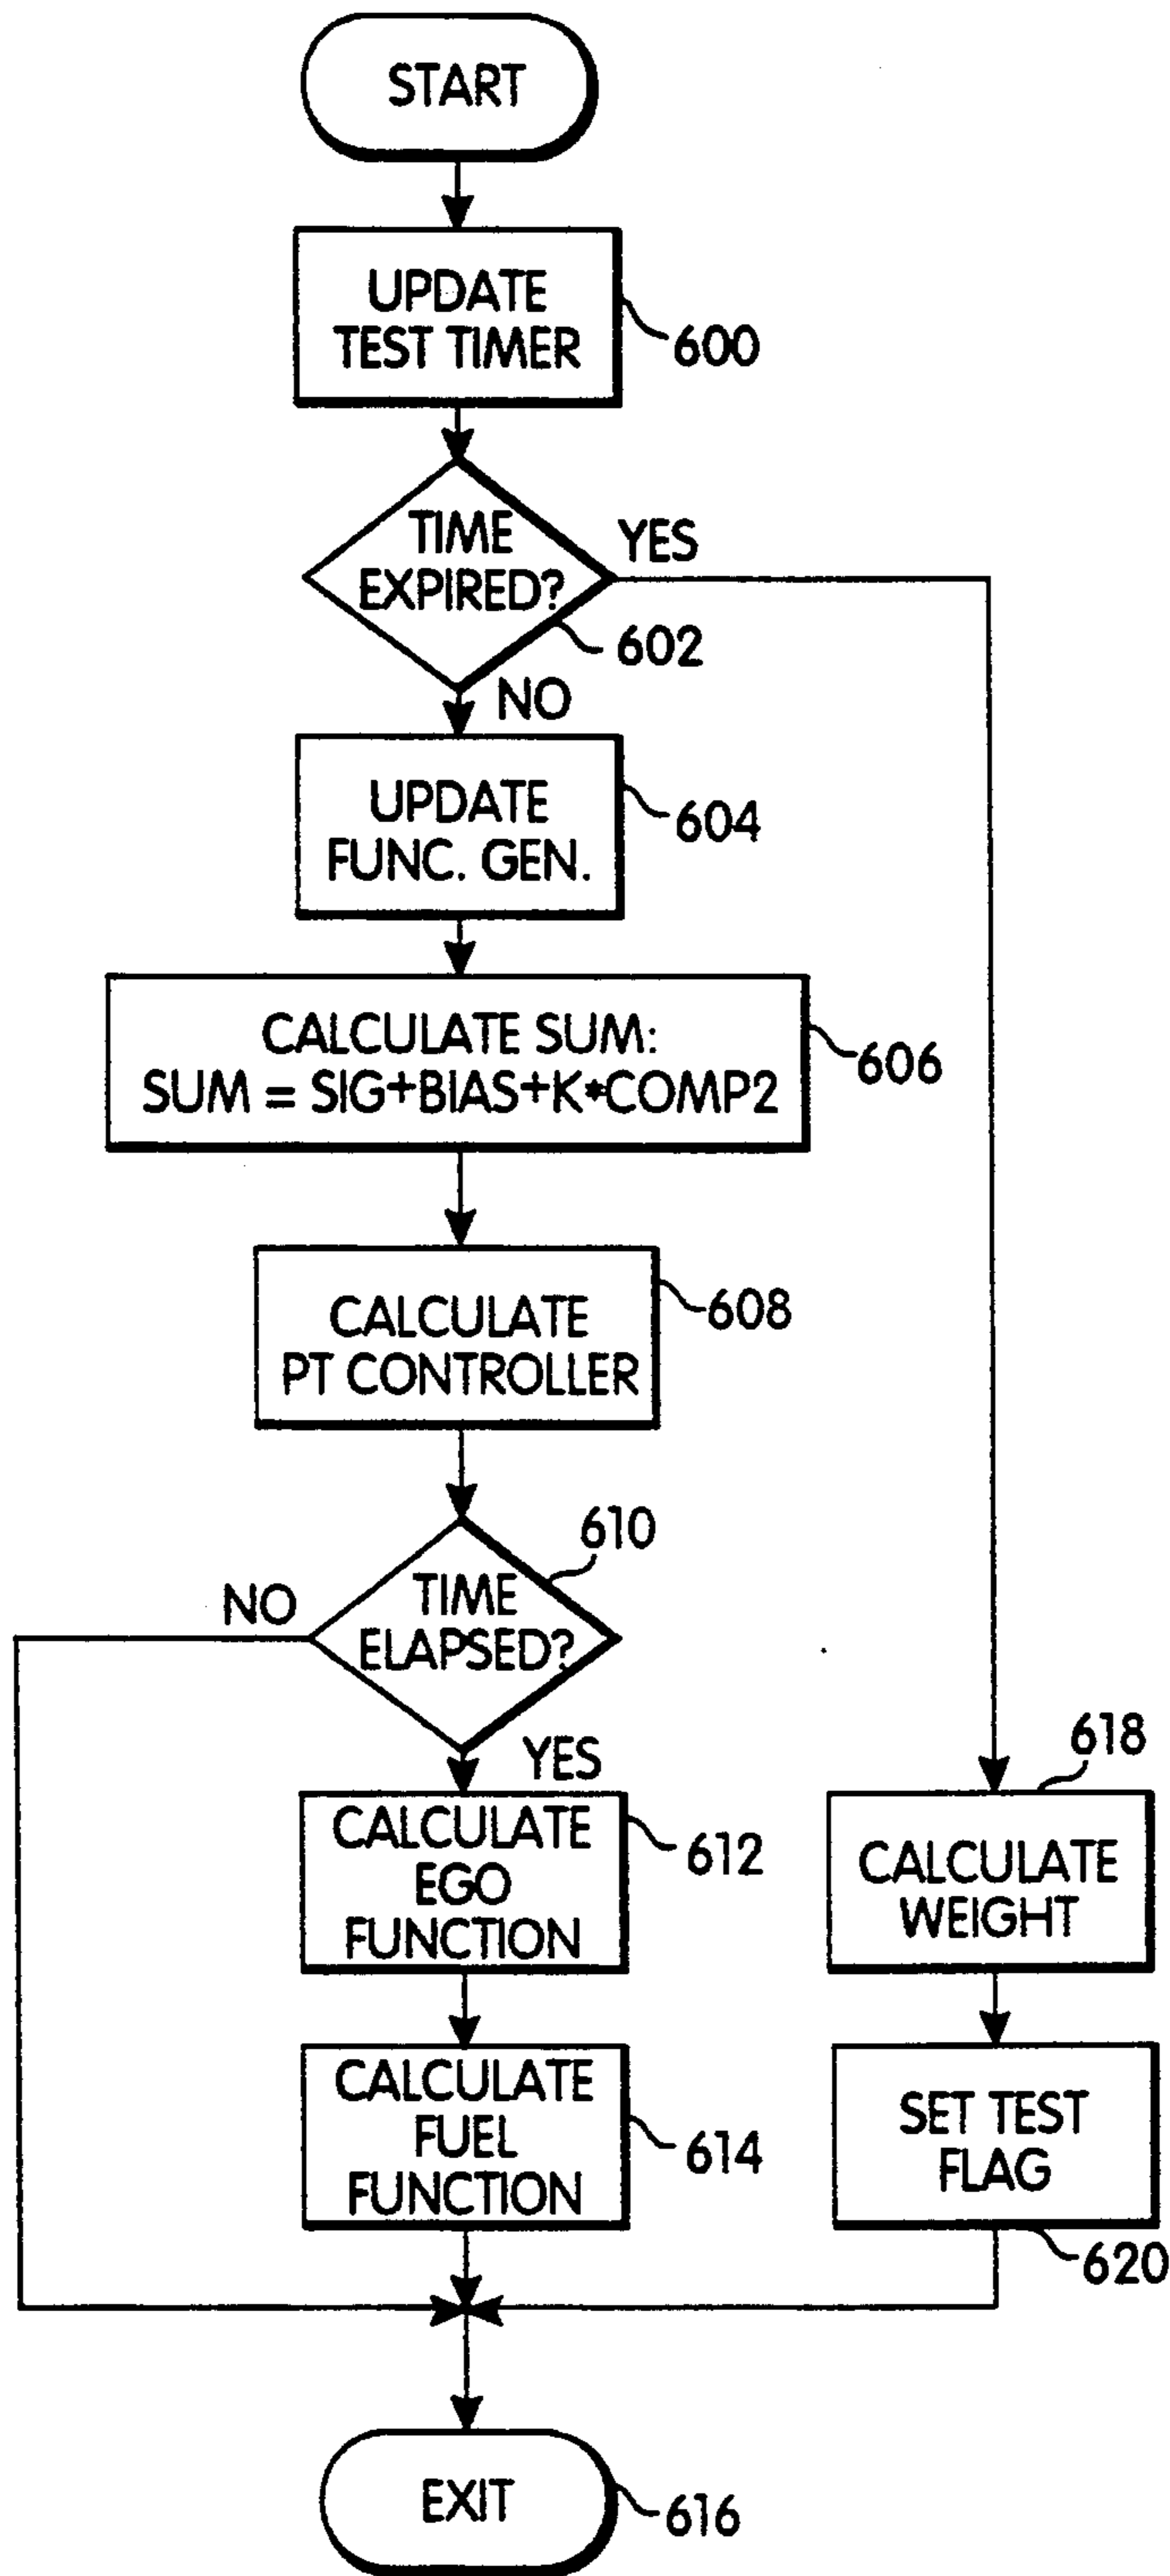 START
UPDATE
TEST TIMER
600
TIME
EXPIRED?
YES
602
NO
UPDATE
FUNC. GEN.
604
CALCULATE SUM:
SUM = SIG+BIAS+K*COMP2
606
CALCULATE
PT CONTROLLER
608
610
TIME
ELAPSED?
NO
YES
CALCULATE
EGO
FUNCTION
612
618
CALCULATE
WEIGHT
CALCULATE
FUEL
FUNCTION
614
SET TEST
FLAG
620
EXIT
616